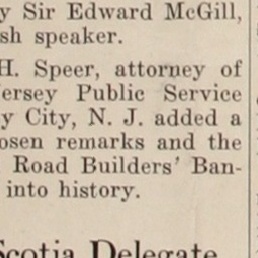 y Sir Edward McGill,
sh speaker.
H. Speer, attorney of
ersey Public Service
y City, N. J. added a
osen remarks and the
Road Builders' Ban-
into history.
Scotia Delegate